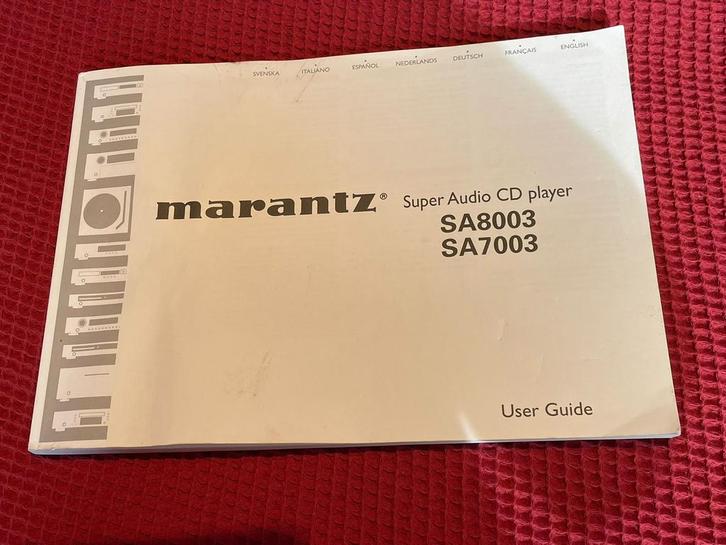 SVENSKA ITALIANO ESPAÑOL NEDERLANDS DEUTSCH FRANÇAIS ENGLISH
marantz® Super Audio CD player
SA8003
SA7003
User Guide